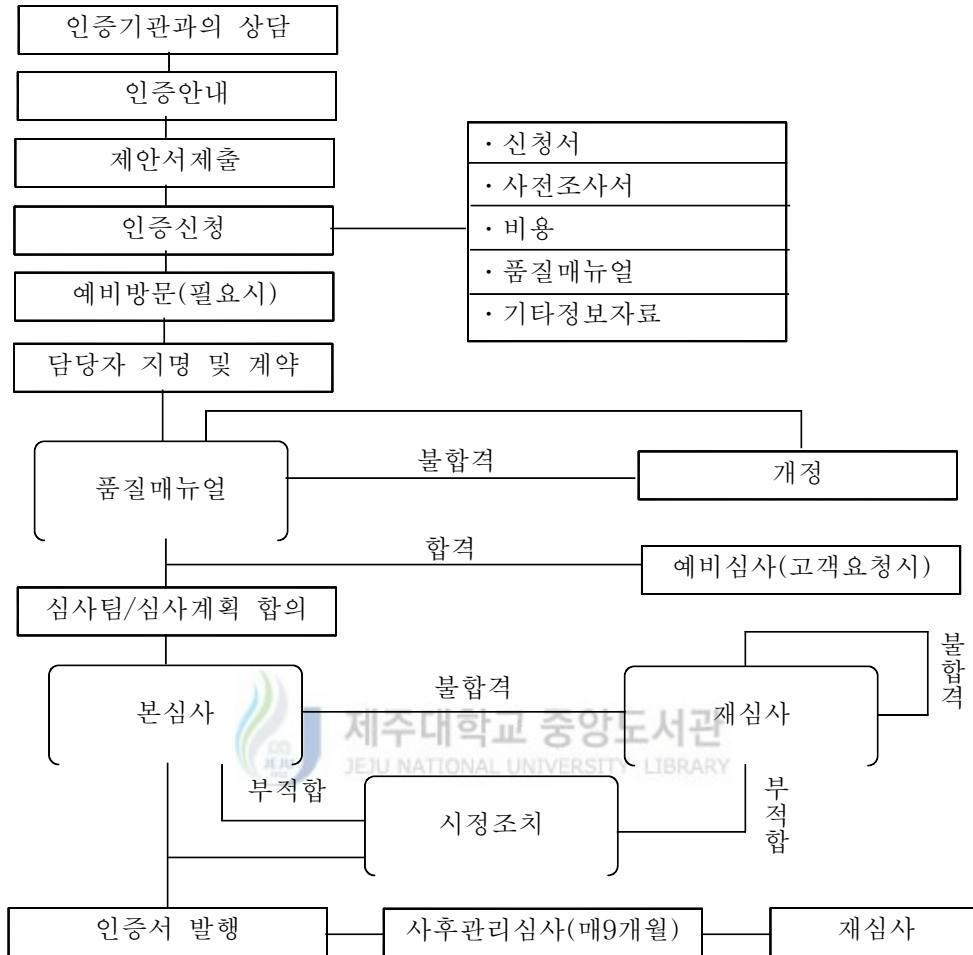 인증기관과의 상담
인증안내
제안서제출
인증신청
· 신청서
· 사전조사서
· 비용
· 품질매뉴얼
· 기타정보자료
예비방문(필요시)
담당자 지명 및 계약
품질매뉴얼
불합격
개정
합격
예비심사(고객요청시)
심사팀/심사계획 합의
본심사
불합격
재심사
불합격
제주대학교 중앙도서관
JEJU NATIONAL UNIVERSITY LIBRARY
부적합
시정조치
부적합
인증서 발행
사후관리심사(매9개월)
재심사